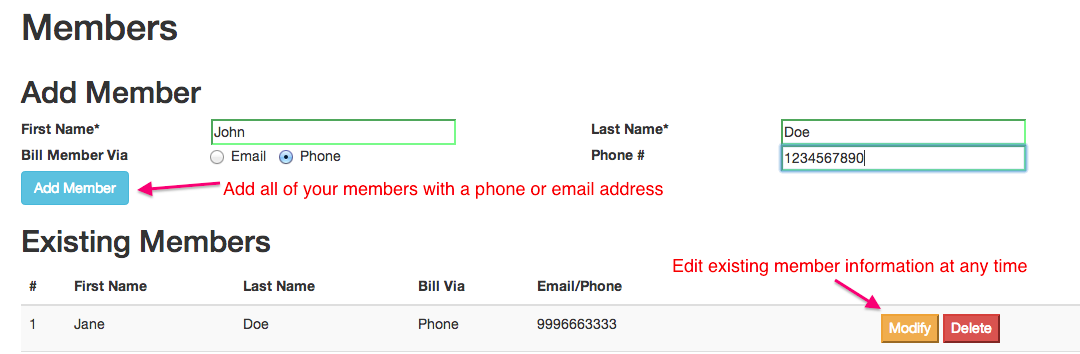 Members
Add Member
First Name* John Last Name* Doe
Bill Member Via Email Phone Phone # 1234567890
Add Member Add all of your members with a phone or email address
Existing Members
Edit existing member information at any time
# First Name Last Name Bill Via Email/Phone
1 Jane Doe Phone 9996663333 Modify Delete